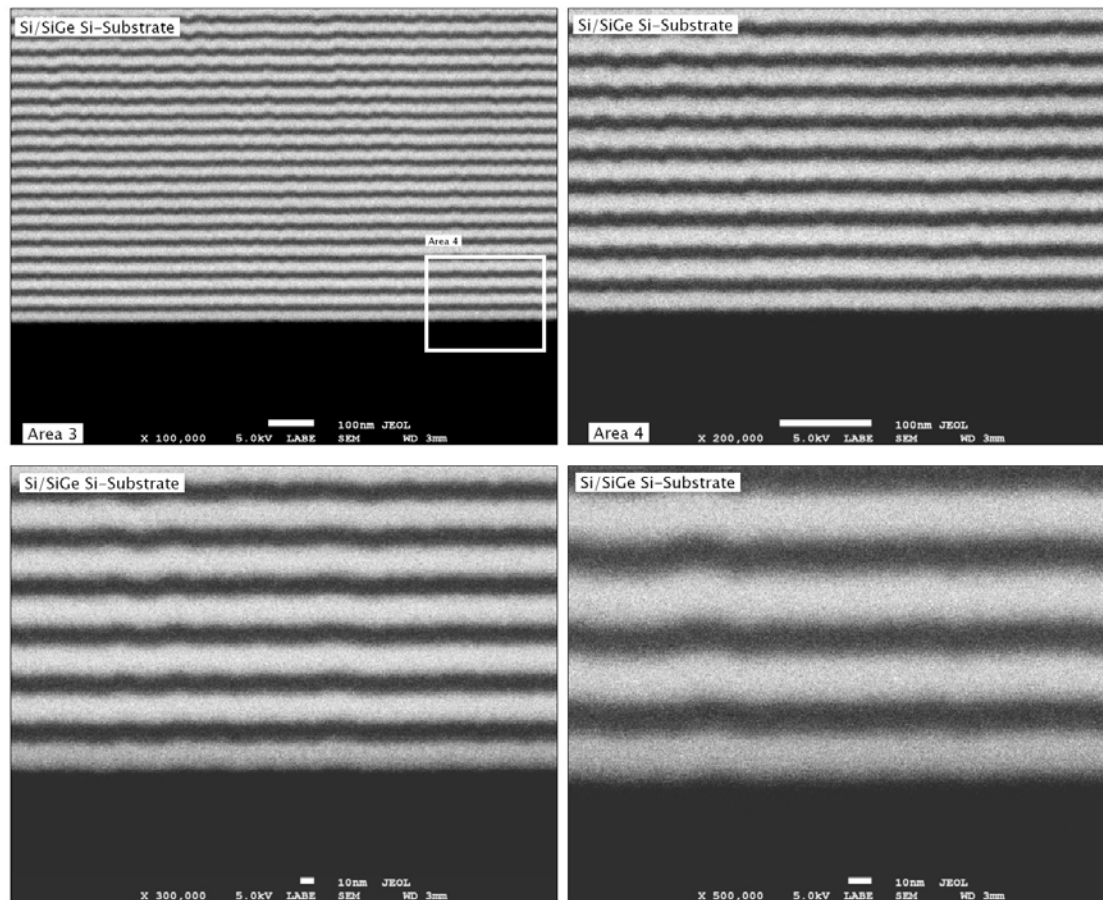 Si/SiGe Si-Substrate
Area 4
Area 3
100nm JEOL
X 100,000 5.0kV LABE SEM WD 3mm
Si/SiGe Si-Substrate
Area 4
100nm JEOL
X 200,000 5.0kV LABE SEM WD 3mm
Si/SiGe Si-Substrate
10nm JEOL
X 300,000 5.0kV LABE SEM WD 3mm
Si/SiGe Si-Substrate
10nm JEOL
X 500,000 5.0kV LABE SEM WD 3mm